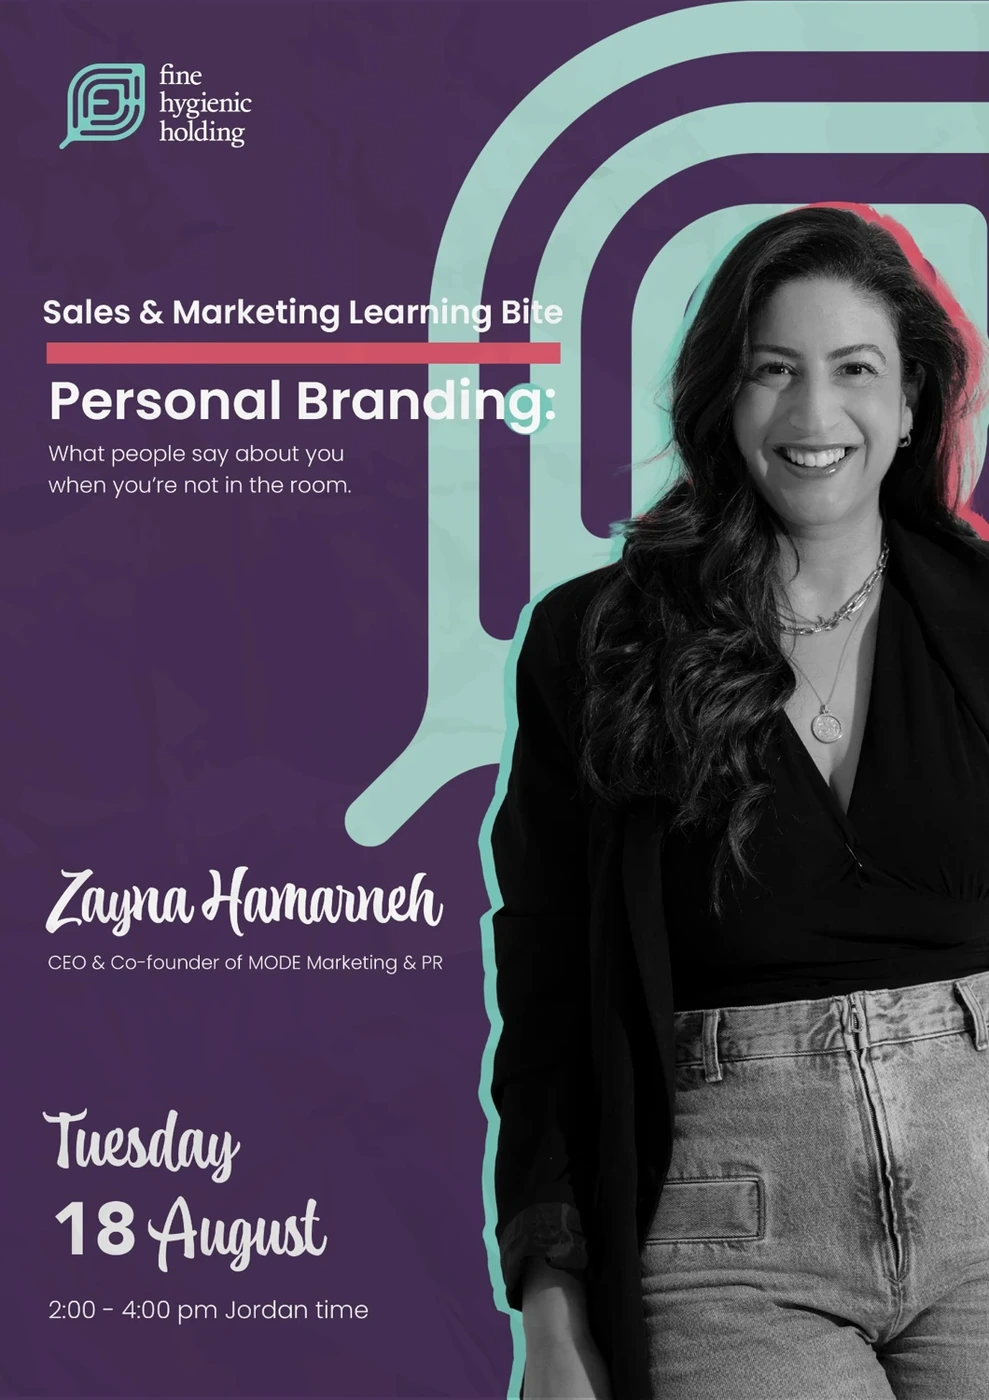 fine
hygienic
holding
Sales & Marketing Learning Bite
Personal Branding:
What people say about you
when you’re not in the room.
Zayna Hamarneh
CEO & Co-founder of MODE Marketing & PR
Tuesday
18 August
2:00 - 4:00 pm Jordan time